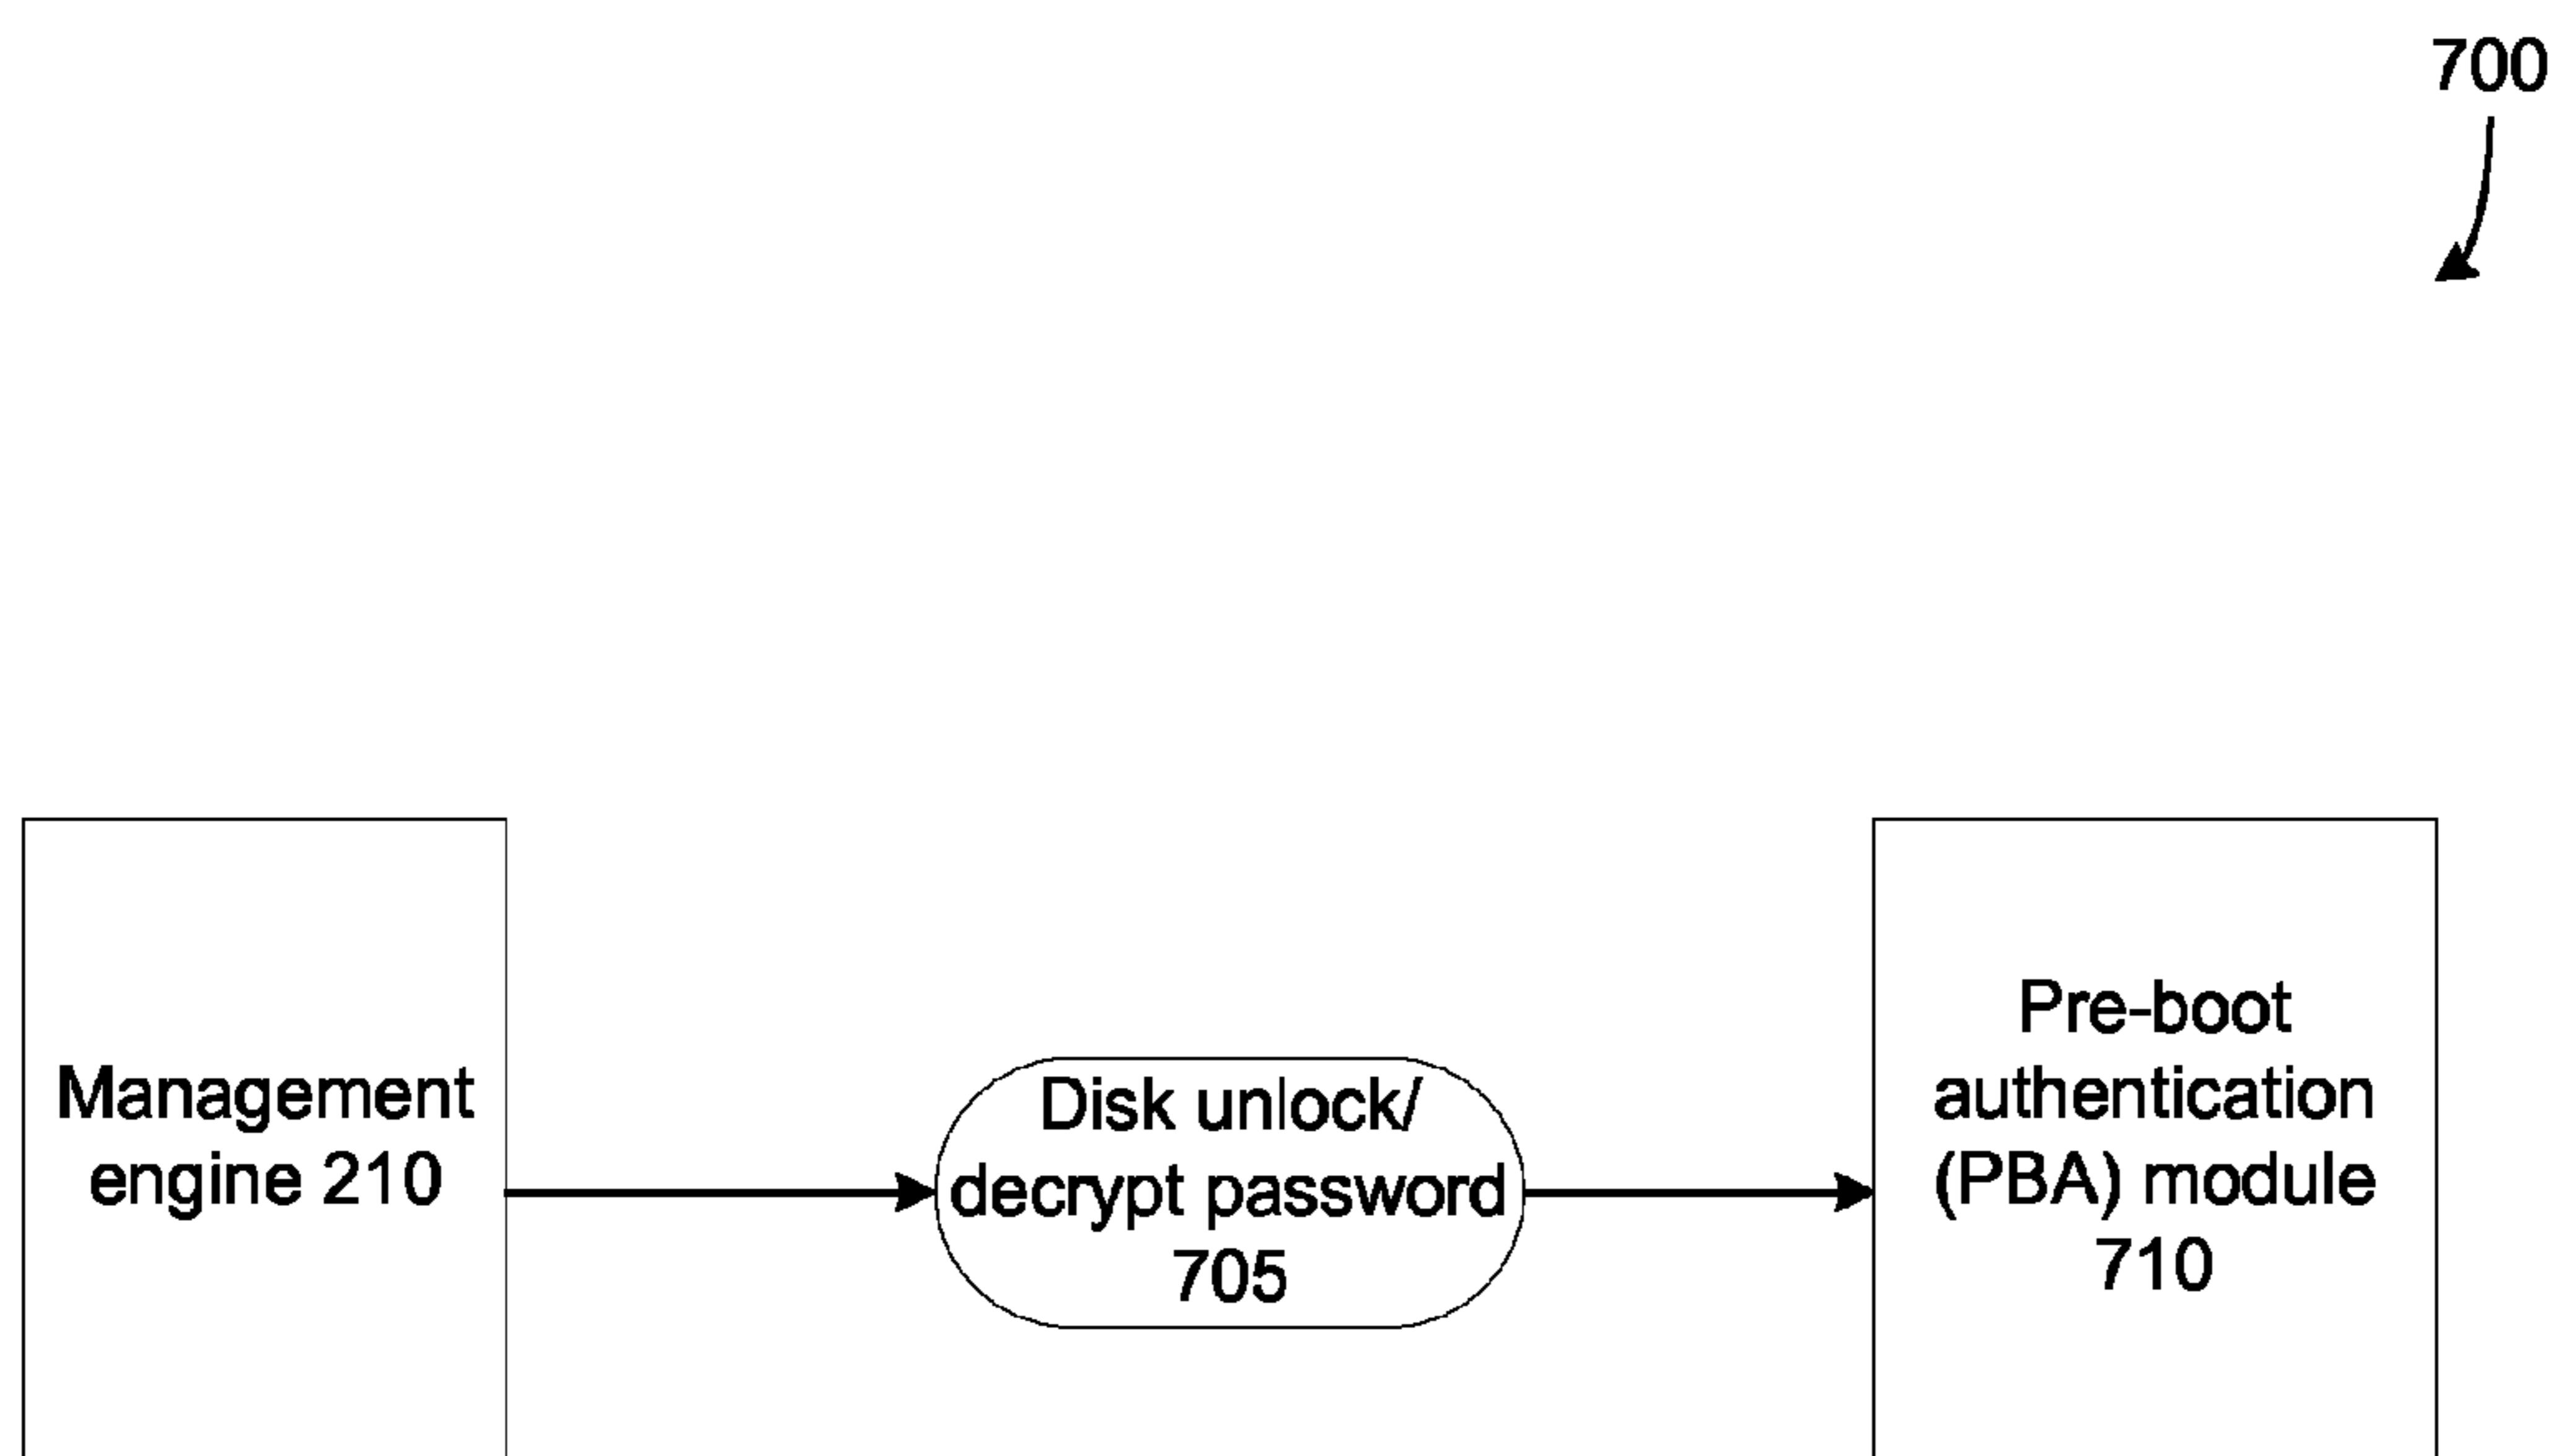 700
Management
engine 210
Disk unlock/
decrypt password
705
Pre-boot
authentication
(PBA) module
710